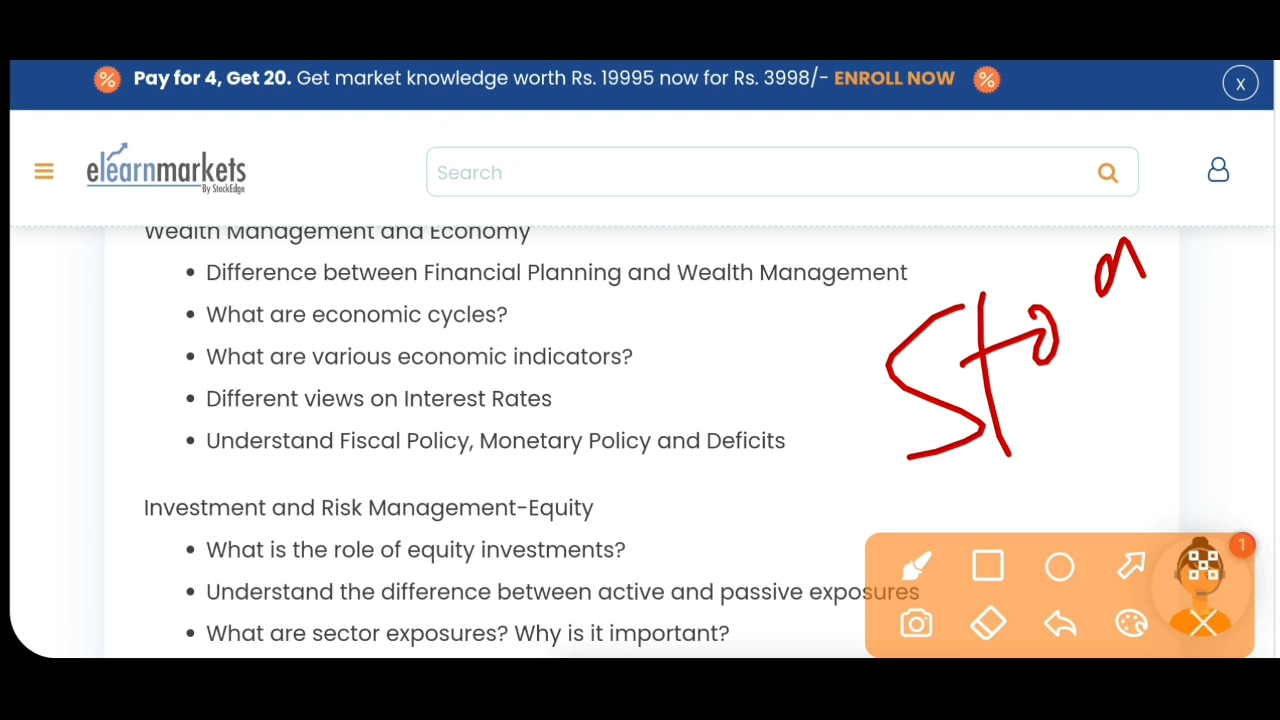 Pay for 4, Get 20. Get market knowledge worth Rs. 19995 now for Rs. 3998/- ENROLL NOW
X
elearnmarkets
By StockEdge
Search
Wealth Management and Economy
• Difference between Financial Planning and Wealth Management
• What are economic cycles?
• What are various economic indicators?
• Different views on Interest Rates
• Understand Fiscal Policy, Monetary Policy and Deficits
Investment and Risk Management-Equity
• What is the role of equity investments?
• Understand the difference between active and passive exposures
• What are sector exposures? Why is it important?
1